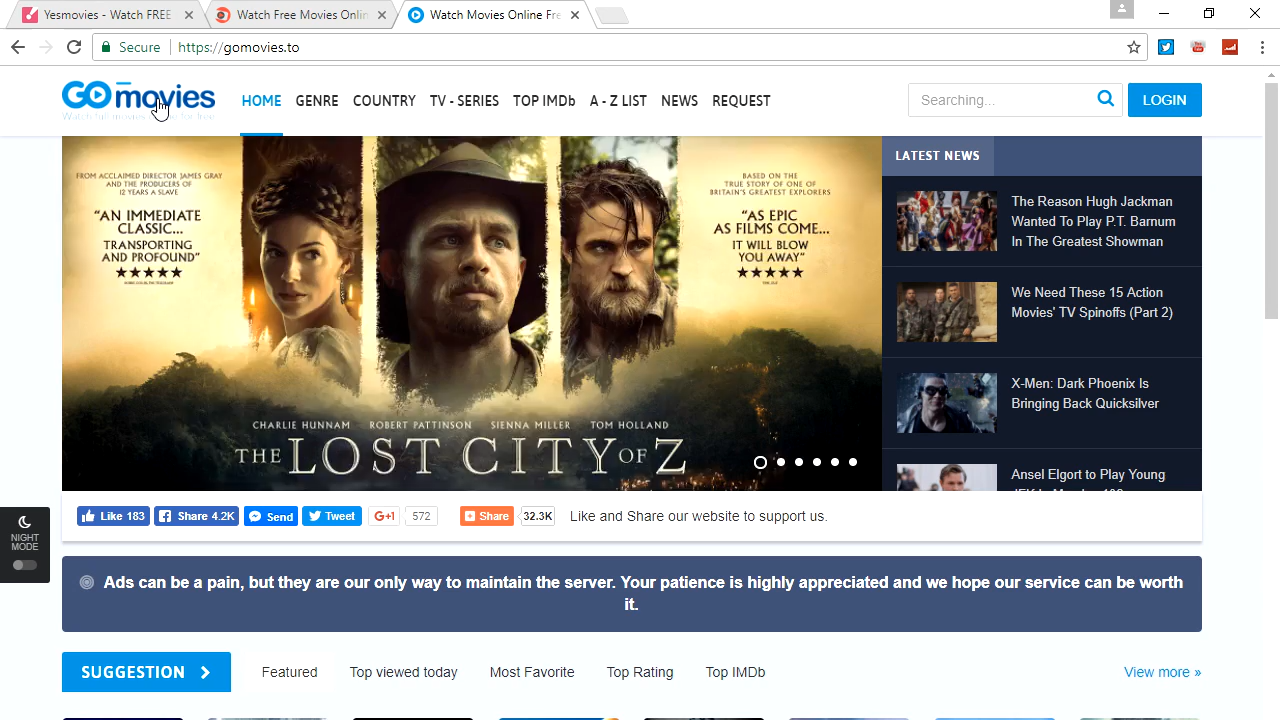 Yesmovies - Watch FREE
Watch Free Movies Onlin
Watch Movies Online Fre
Secure
https://gomovies.to
GOmovies
Watch full movies online for free
HOME GENRE COUNTRY TV - SERIES TOP IMDb A - Z LIST NEWS REQUEST
Searching...
LOGIN
FROM ACCLAIMED DIRECTOR JAMES GRAY
AND THE PRODUCERS OF
12 YEARS A SLAVE
“AN IMMEDIATE
CLASSIC...
TRANSPORTING
AND PROFOUND”
★★★★★
BASED ON THE
TRUE STORY OF ONE OF
BRITAIN'S GREATEST EXPLORERS
“AS EPIC
AS FILMS COME...
IT WILL BLOW
YOU AWAY”
★★★★★
CHARLIE HUNNAM ROBERT PATTINSON SIENNA MILLER TOM HOLLAND
THE LOST CITY OF Z
LATEST NEWS
The Reason Hugh Jackman
Wanted To Play P.T. Barnum
In The Greatest Showman
We Need These 15 Action
Movies' TV Spinoffs (Part 2)
X-Men: Dark Phoenix Is
Bringing Back Quicksilver
Ansel Elgort to Play Young
NIGHT
MODE
Like 183 Share 4.2K Send Tweet G+1 572 Share 32.3K Like and Share our website to support us.
Ads can be a pain, but they are our only way to maintain the server. Your patience is highly appreciated and we hope our service can be worth
it.
SUGGESTION Featured Top viewed today Most Favorite Top Rating Top IMDb View more »